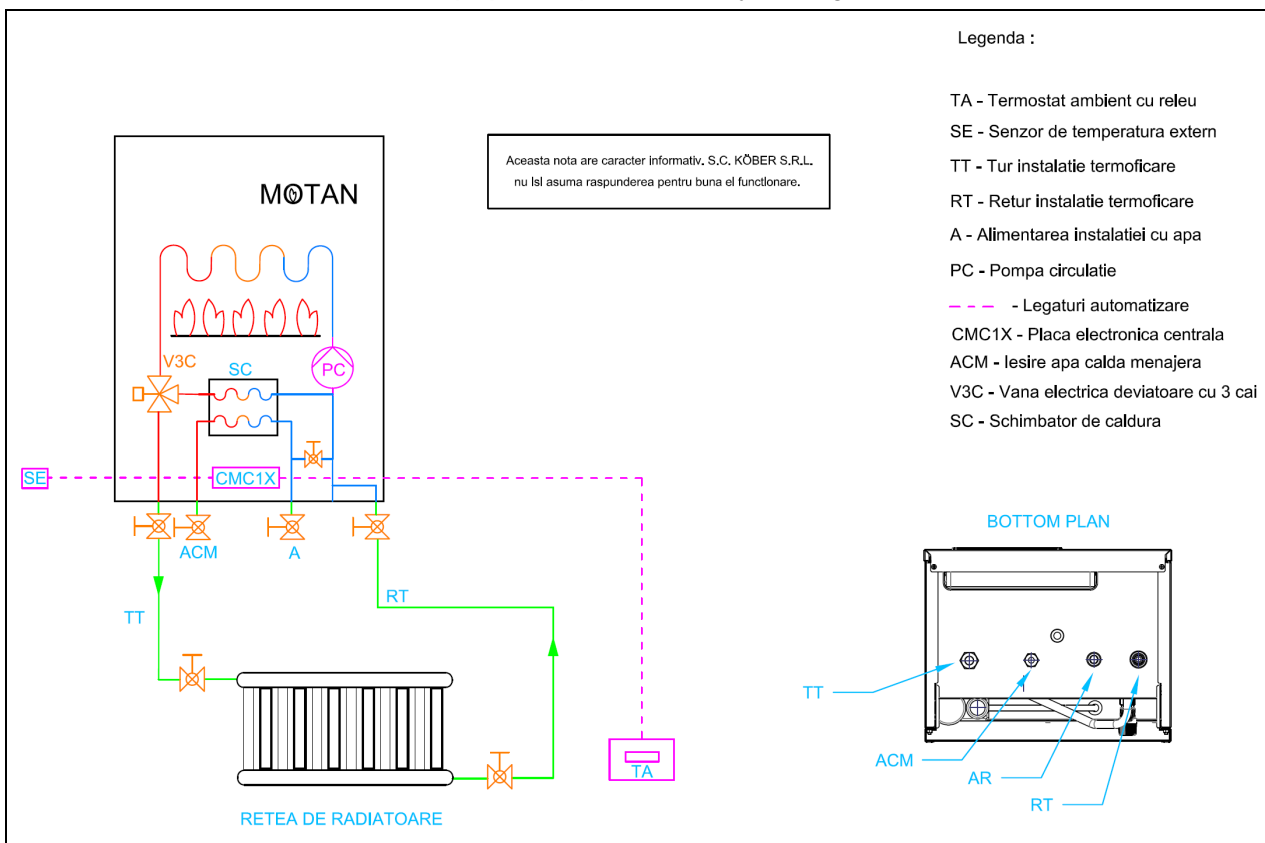 Legenda :
TA - Termostat ambient cu releu
SE - Senzor de temperatura extern
TT - Tur instalatie termoficare
RT - Retur instalatie termoficare
A - Alimentarea instalatiei cu apa
PC - Pompa circulatie
- Legaturi automatizare
CMC1X - Placa electronica centrala
ACM - Iesire apa calda menajera
V3C - Vana electrica deviatoare cu 3 cai
SC - Schimbator de caldura
Aceasta nota are caracter informativ. S.C. KÖBER S.R.L.
nu Isl asuma raspunderea pentru buna el functlonare.
MOTAN
V3C
SC
PC
SE
CMC1X
ACM
A
TT
RT
TA
RETEA DE RADIATOARE
BOTTOM PLAN
TT
ACM
AR
RT